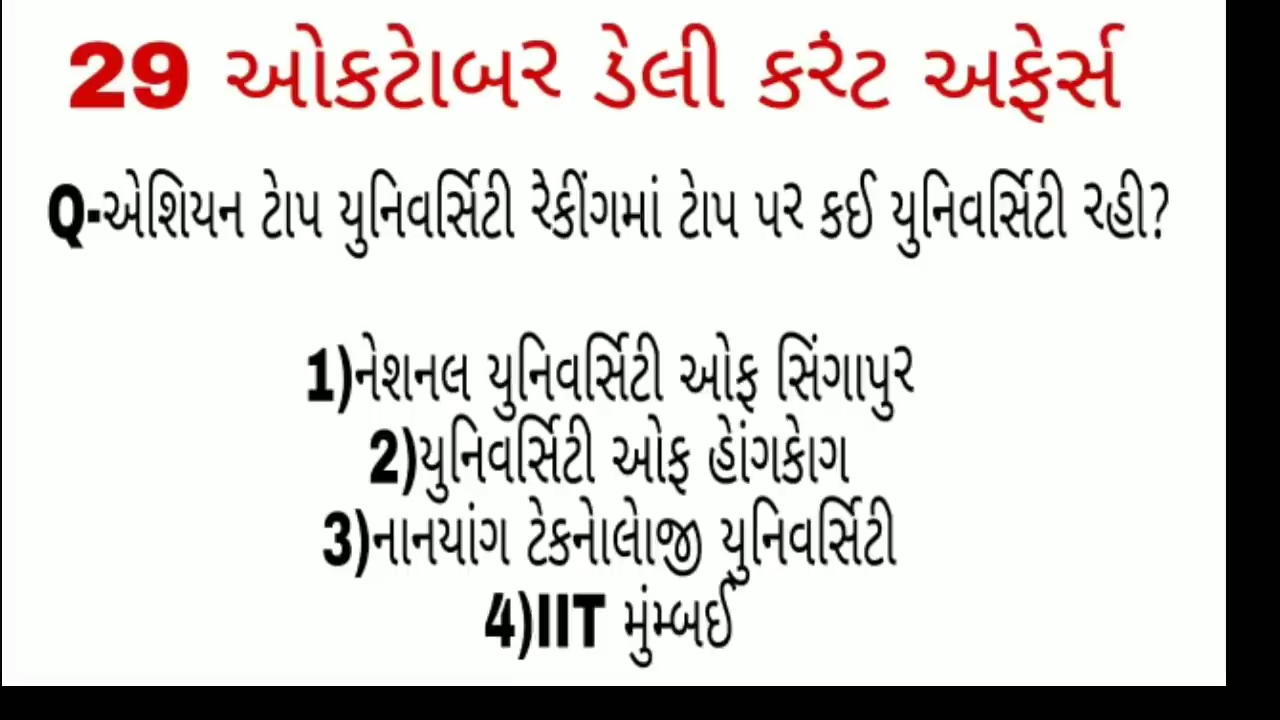 29 ઓકટોબર ડેલી કરંટ અફેર્સ
Q-એશિયન ટોપ યુનિવર્સિટી રેકીંગમાં ટોપ પર કઈ યુનિવર્સિટી રહી?
1)નેશનલ યુનિવર્સિટી ઓફ સિંગાપુર
2)યુનિવર્સિટી ઓફ હોંગકોગ
3)નાનયાંગ ટેકનોલોજી યુનિવર્સિટી
4)IIT મુંમ્બઈ